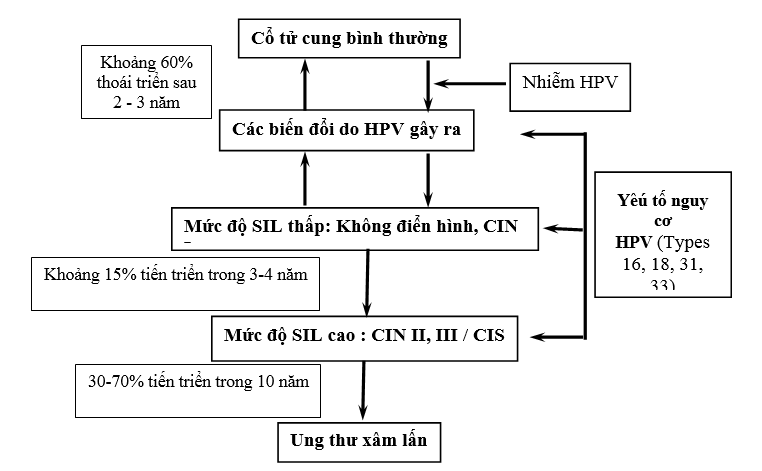 Cổ tử cung bình thường
Khoảng 60%
thoái triển sau
2 - 3 năm
Nhiễm HPV
Các biến đổi do HPV gây ra
Yêú tố nguy
cơ
HPV (Types
16, 18, 31,
33)
Mức độ SIL thấp: Không điển hình, CIN
Khoảng 15% tiến triển trong 3-4 năm
Mức độ SIL cao : CIN II, III / CIS
30-70% tiến triển trong 10 năm
Ung thư xâm lấn